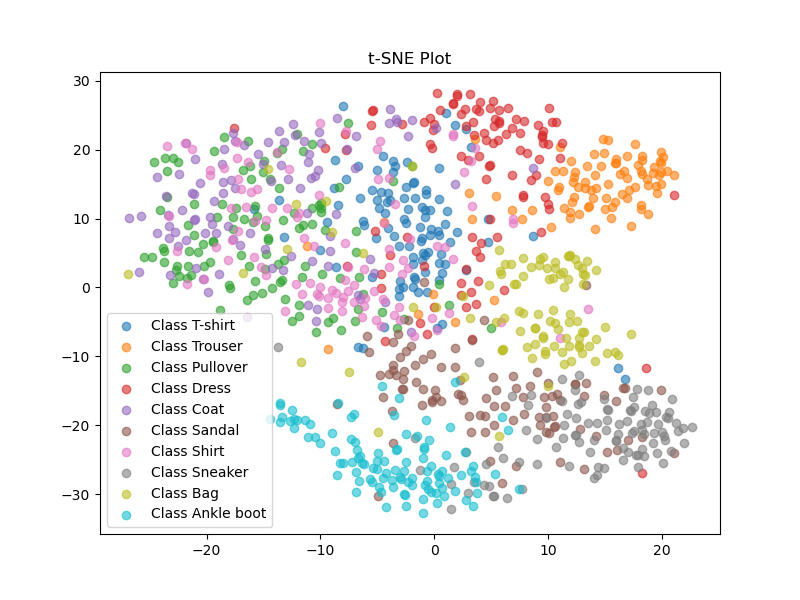 t-SNE Plot
30
20
10
0
−10
−20
−30
Class T-shirt
Class Trouser
Class Pullover
Class Dress
Class Coat
Class Sandal
Class Shirt
Class Sneaker
Class Bag
Class Ankle boot
−20 −10 0 10 20